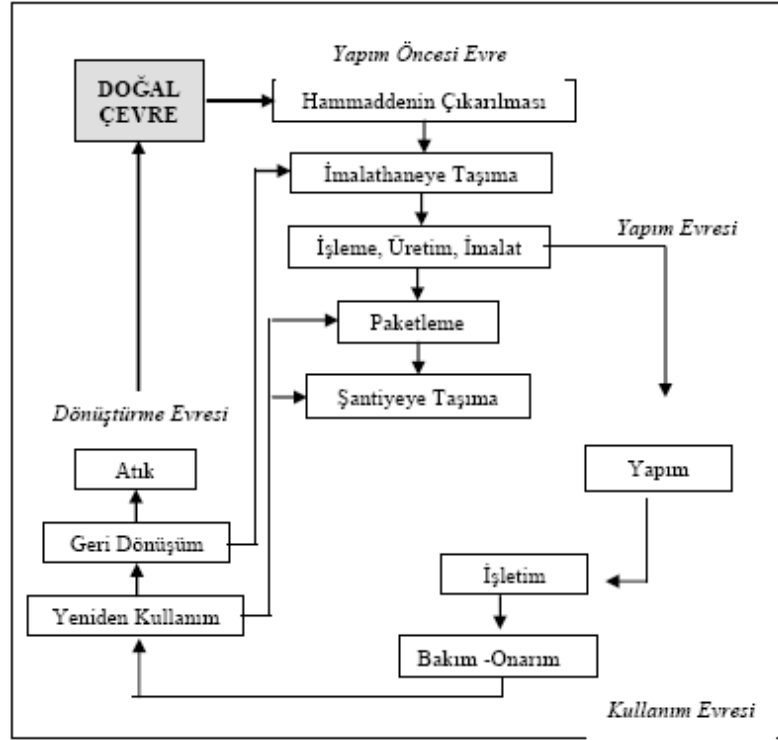 Yapım Öncesi Evre
DOĞAL
ÇEVRE
Hammaddenin Çıkarılması
İmalathaneye Taşıma
İşleme, Üretim, İmalat
Yapım Evresi
Paketleme
Şantiyeye Taşıma
Dönüştürme Evresi
Atık
Yapım
Geri Dönüşüm
İşletim
Yeniden Kullanım
Bakım -Onarım
Kullanım Evresi